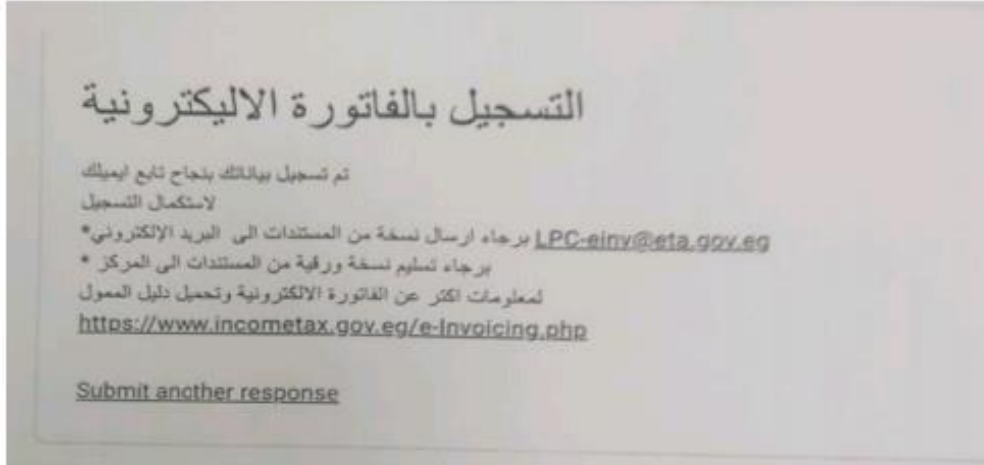 التسجيل بالفاتورة الاليكترونية
تم تسجيل بياناتك بنجاح تابع ايميلك
لاستكمال التسجيل
برجاء ارسال نسخة من المستندات الى البريد الإلكتروني* LPC-einv@eta.gov.eg
برجاء تسليم نسخة ورقية من المستندات الى المركز *
لمعلومات اكثر عن الفاتورة الالكترونية وتحميل دليل الممول
https://www.incometax.gov.eg/e-Invoicing.php
Submit another response